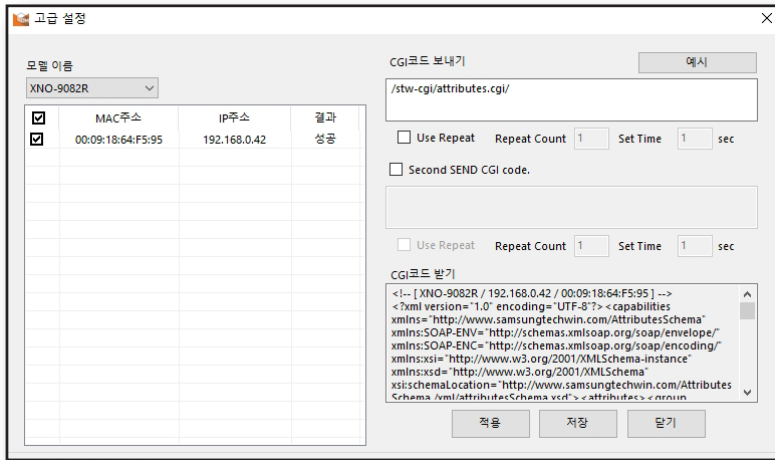 고급 설정
모델 이름
XNO-9082R
MAC주소 IP주소 결과
00:09:18:64:F5:95 192.168.0.42 성공
CGI코드 보내기 예시
/stw-cgi/attributes.cgi/
Use Repeat Repeat Count 1 Set Time 1 sec
Second SEND CGI code.
Use Repeat Repeat Count 1 Set Time 1 sec
CGI코드 받기
<!-- [ XNO-9082R / 192.168.0.42 / 00:09:18:64:F5:95 ] -->
<?xml version="1.0" encoding="UTF-8"?><capabilities
xmlns="http://www.samsungtechwin.com/AttributesSchema"
xmlns:SOAP-ENV="http://schemas.xmlsoap.org/soap/envelope/"
xmlns:SOAP-ENC="http://schemas.xmlsoap.org/soap/encoding/"
xmlns:xsi="http://www.w3.org/2001/XMLSchema-instance"
xmlns:xsd="http://www.w3.org/2001/XMLSchema"
xsi:schemaLocation="http://www.samsungtechwin.com/Attributes
Schema /xml/attributesSchema.xsd"><attributes><group
적용 저장 닫기